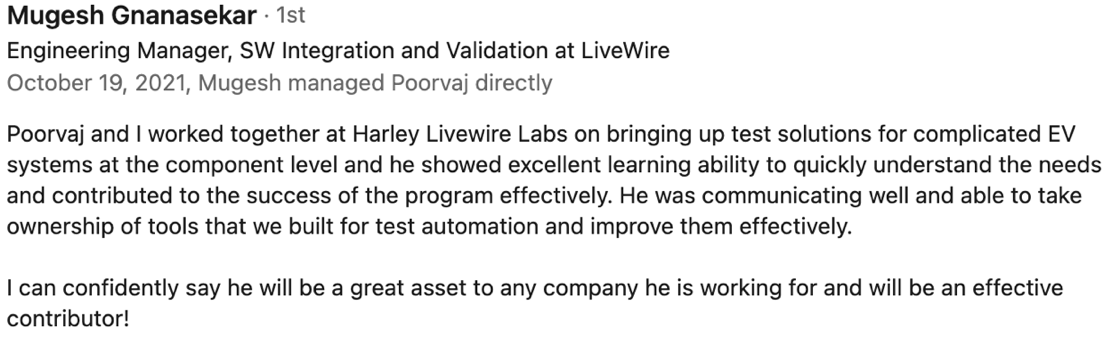 Mugesh Gnanasekar · 1st
Engineering Manager, SW Integration and Validation at LiveWire
October 19, 2021, Mugesh managed Poorvaj directly
Poorvaj and I worked together at Harley Livewire Labs on bringing up test solutions for complicated EV
systems at the component level and he showed excellent learning ability to quickly understand the needs
and contributed to the success of the program effectively. He was communicating well and able to take
ownership of tools that we built for test automation and improve them effectively.
I can confidently say he will be a great asset to any company he is working for and will be an effective
contributor!